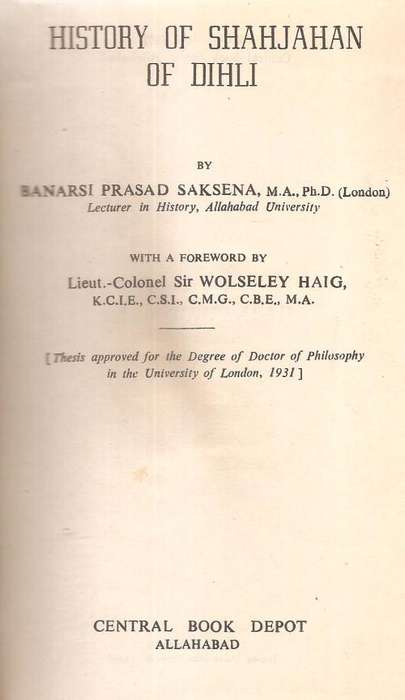 HISTORY OF SHAHJAHAN
OF DIHLI
BY
BANARSI PRASAD SAKSENA, M.A., Ph.D. (London)
Lecturer in History, Allahabad University
WITH A FOREWORD BY
Lieut.-Colonel Sir WOLSELEY HAIG,
K.C.I.E., C.S.I., C.M.G., C.B.E., M.A.
[Thesis approved for the Degree of Doctor of Philosophy
in the University of London, 1931]
CENTRAL BOOK DEPOT
ALLAHABAD